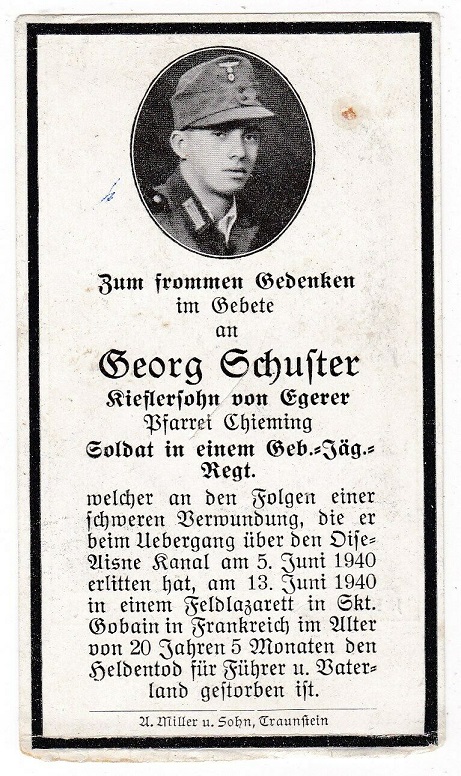 Zum frommen Gedenken
im Gebete
an
Georg Schuster
Kieslersohn von Egerer
Pfarrei Chieming
Soldat in einem Geb.=Jäg.=
Regt.
welcher an den Folgen einer
schweren Verwundung, die er
beim Uebergang über den Oise-
Aisne Kanal am 5. Juni 1940
erlitten hat, am 13. Juni 1940
in einem Feldlazarett in Skt.
Gobain in Frankreich im Alter
von 20 Jahren 5 Monaten den
Heldentod für Führer u. Vater-
land gestorben ist.
A. Miller u. Sohn, Traunstein